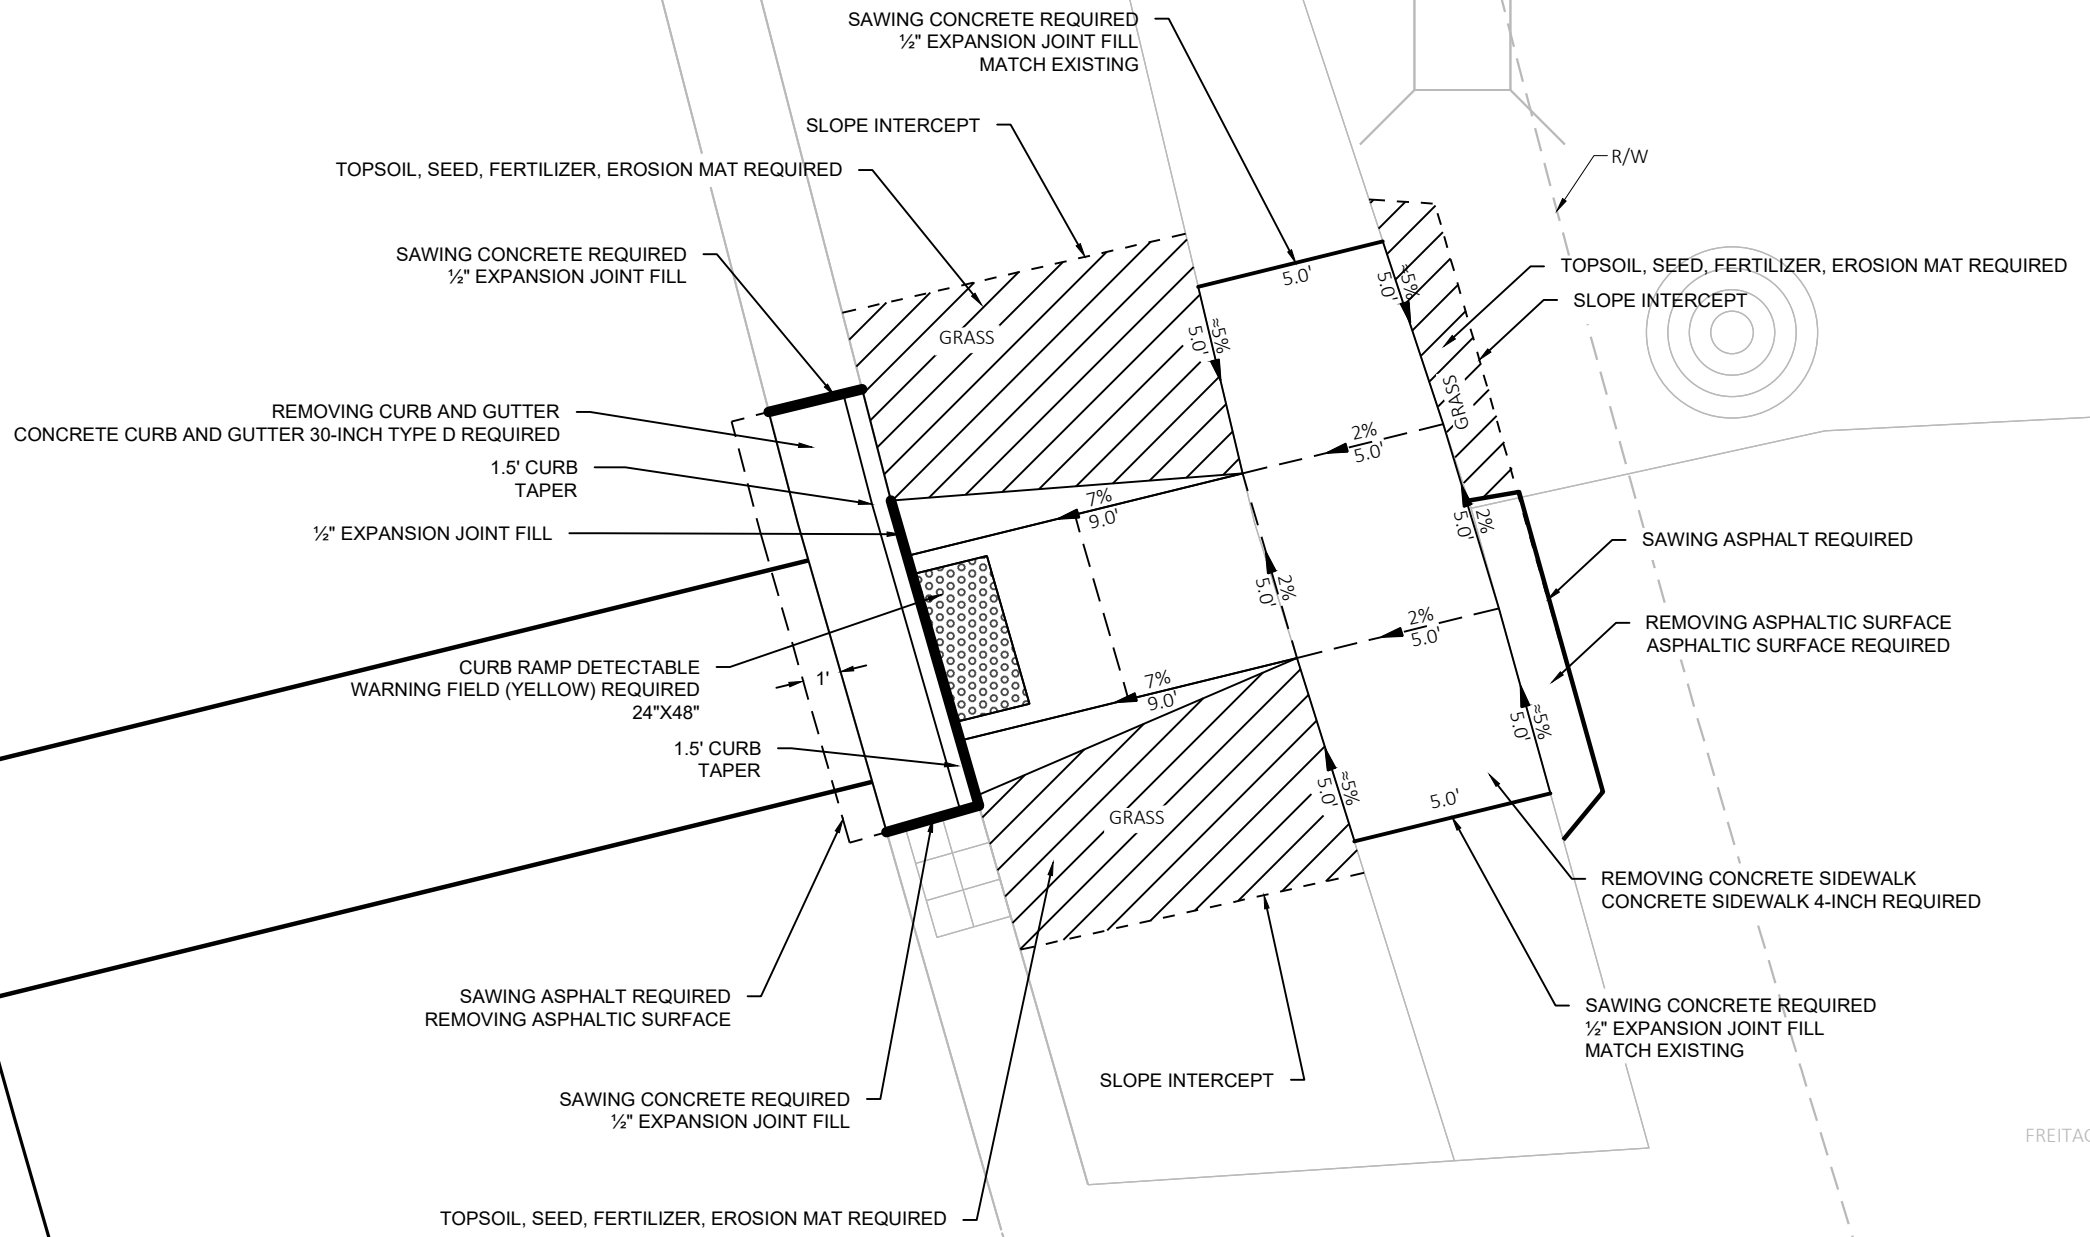 SAWING CONCRETE REQUIRED
½" EXPANSION JOINT FILL
MATCH EXISTING
SLOPE INTERCEPT
TOPSOIL, SEED, FERTILIZER, EROSION MAT REQUIRED
R/W
SAWING CONCRETE REQUIRED
½" EXPANSION JOINT FILL
TOPSOIL, SEED, FERTILIZER, EROSION MAT REQUIRED
SLOPE INTERCEPT
5.0'
≈5%
5.0'
≈5%
5.0'
GRASS
GRASS
REMOVING CURB AND GUTTER
CONCRETE CURB AND GUTTER 30-INCH TYPE D REQUIRED
1.5' CURB
TAPER
½" EXPANSION JOINT FILL
2%
5.0'
7%
9.0'
2%
5.0'
SAWING ASPHALT REQUIRED
2%
5.0'
2%
5.0'
REMOVING ASPHALTIC SURFACE
ASPHALTIC SURFACE REQUIRED
CURB RAMP DETECTABLE
WARNING FIELD (YELLOW) REQUIRED
24"X48"
1'
7%
9.0'
≈5%
5.0'
1.5' CURB
TAPER
≈5%
5.0'
5.0'
GRASS
REMOVING CONCRETE SIDEWALK
CONCRETE SIDEWALK 4-INCH REQUIRED
SAWING ASPHALT REQUIRED
REMOVING ASPHALTIC SURFACE
SAWING CONCRETE REQUIRED
½" EXPANSION JOINT FILL
MATCH EXISTING
SLOPE INTERCEPT
SAWING CONCRETE REQUIRED
½" EXPANSION JOINT FILL
TOPSOIL, SEED, FERTILIZER, EROSION MAT REQUIRED